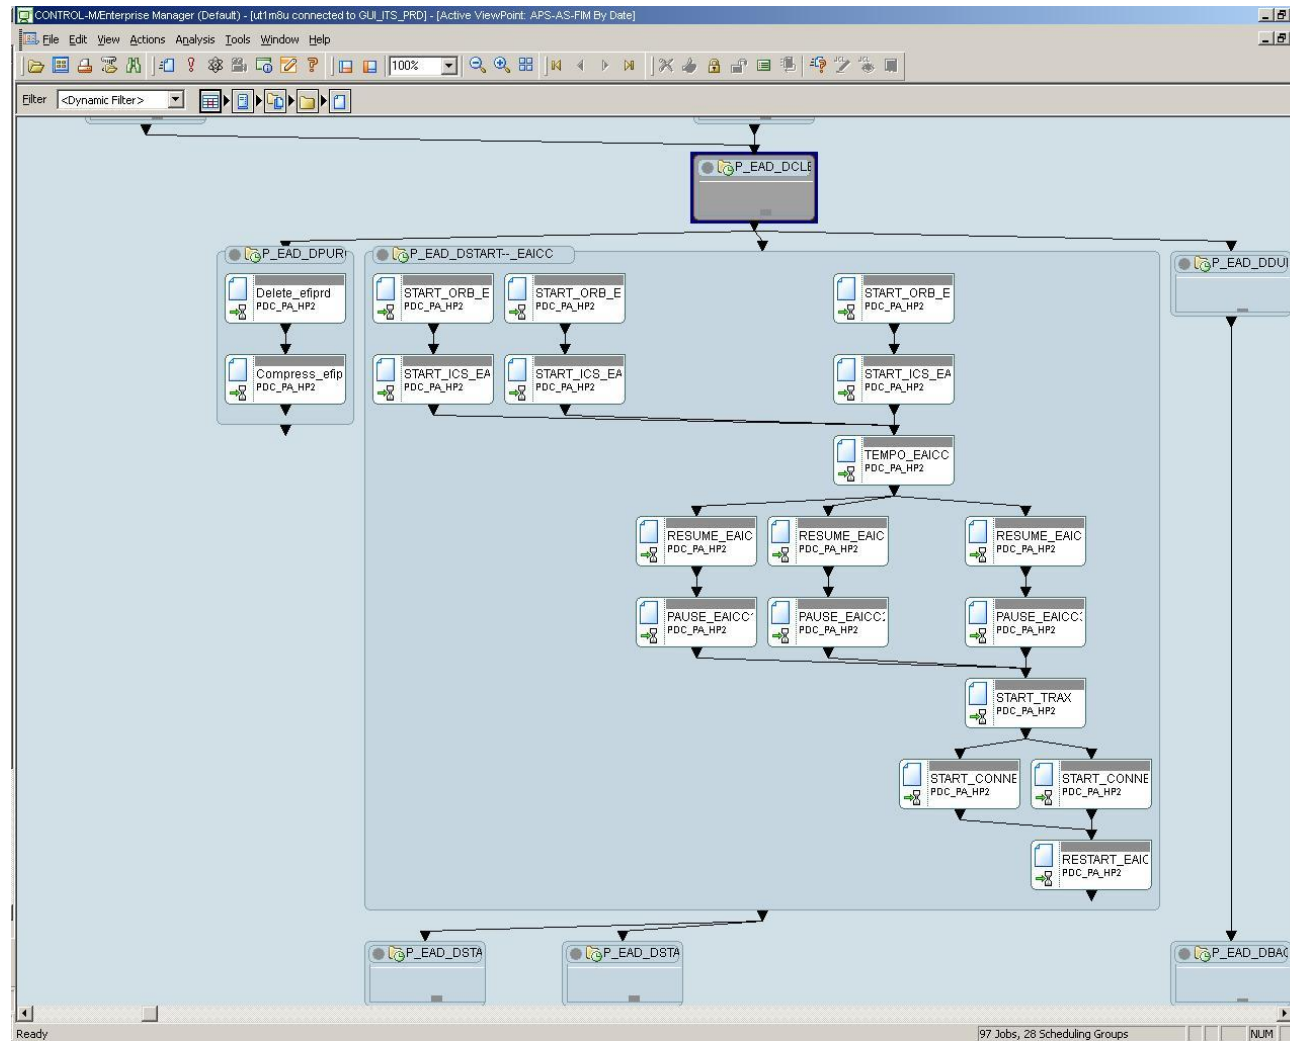 CONTROL-M/Enterprise Manager (Default) - [ut1m8u connected to GUI_ITS_PRD] - [Active ViewPoint: APS-AS-FIM By Date]
File Edit View Actions Analysis Tools Window Help
100%
Filter <Dynamic Filter>
P_EAD_DCLE
P_EAD_DPUR
P_EAD_DSTART--_EAICC
P_EAD_DDU
Delete_efiprd
PDC_PA_HP2
START_ORB_E
PDC_PA_HP2
START_ORB_E
PDC_PA_HP2
START_ORB_E
PDC_PA_HP2
Compress_efip
PDC_PA_HP2
START_ICS_EA
PDC_PA_HP2
START_ICS_EA
PDC_PA_HP2
START_ICS_EA
PDC_PA_HP2
TEMPO_EAICC
PDC_PA_HP2
RESUME_EAIC
PDC_PA_HP2
RESUME_EAIC
PDC_PA_HP2
RESUME_EAIC
PDC_PA_HP2
PAUSE_EAICC
PDC_PA_HP2
PAUSE_EAICC
PDC_PA_HP2
PAUSE_EAICC
PDC_PA_HP2
START_TRAX
PDC_PA_HP2
START_CONNE
PDC_PA_HP2
START_CONNE
PDC_PA_HP2
RESTART_EAIC
PDC_PA_HP2
P_EAD_DSTA
P_EAD_DSTA
P_EAD_DBAC
Ready
97 Jobs, 28 Scheduling Groups
NUM